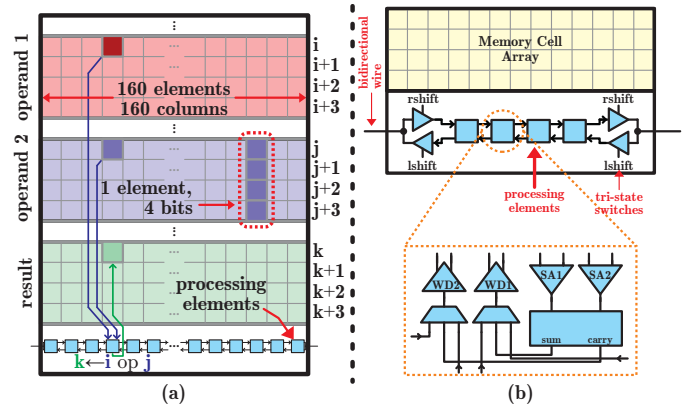 operand 1
i
i+1
i+2
i+3
160 elements
160 columns
operand 2
j
j+1
j+2
j+3
1 element,
4 bits
result
k
k+1
k+2
k+3
processing
elements
k←i op j
(a)
Memory Cell
Array
bidirectional
wire
rshift
rshift
lshift
lshift
processing
elements
tri-state
switches
WD2
WD1
SA1
SA2
sum
carry
(b)